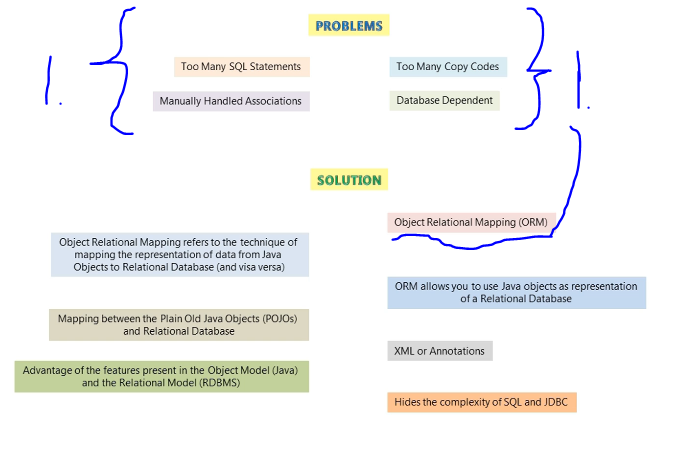 PROBLEMS
1.
Too Many SQL Statements
Too Many Copy Codes
Manually Handled Associations
Database Dependent
1.
SOLUTION
Object Relational Mapping (ORM)
Object Relational Mapping refers to the technique of
mapping the representation of data from Java
Objects to Relational Database (and visa versa)
ORM allows you to use Java objects as representation
of a Relational Database
Mapping between the Plain Old Java Objects (POJOs)
and Relational Database
XML or Annotations
Advantage of the features present in the Object Model (Java)
and the Relational Model (RDBMS)
Hides the complexity of SQL and JDBC